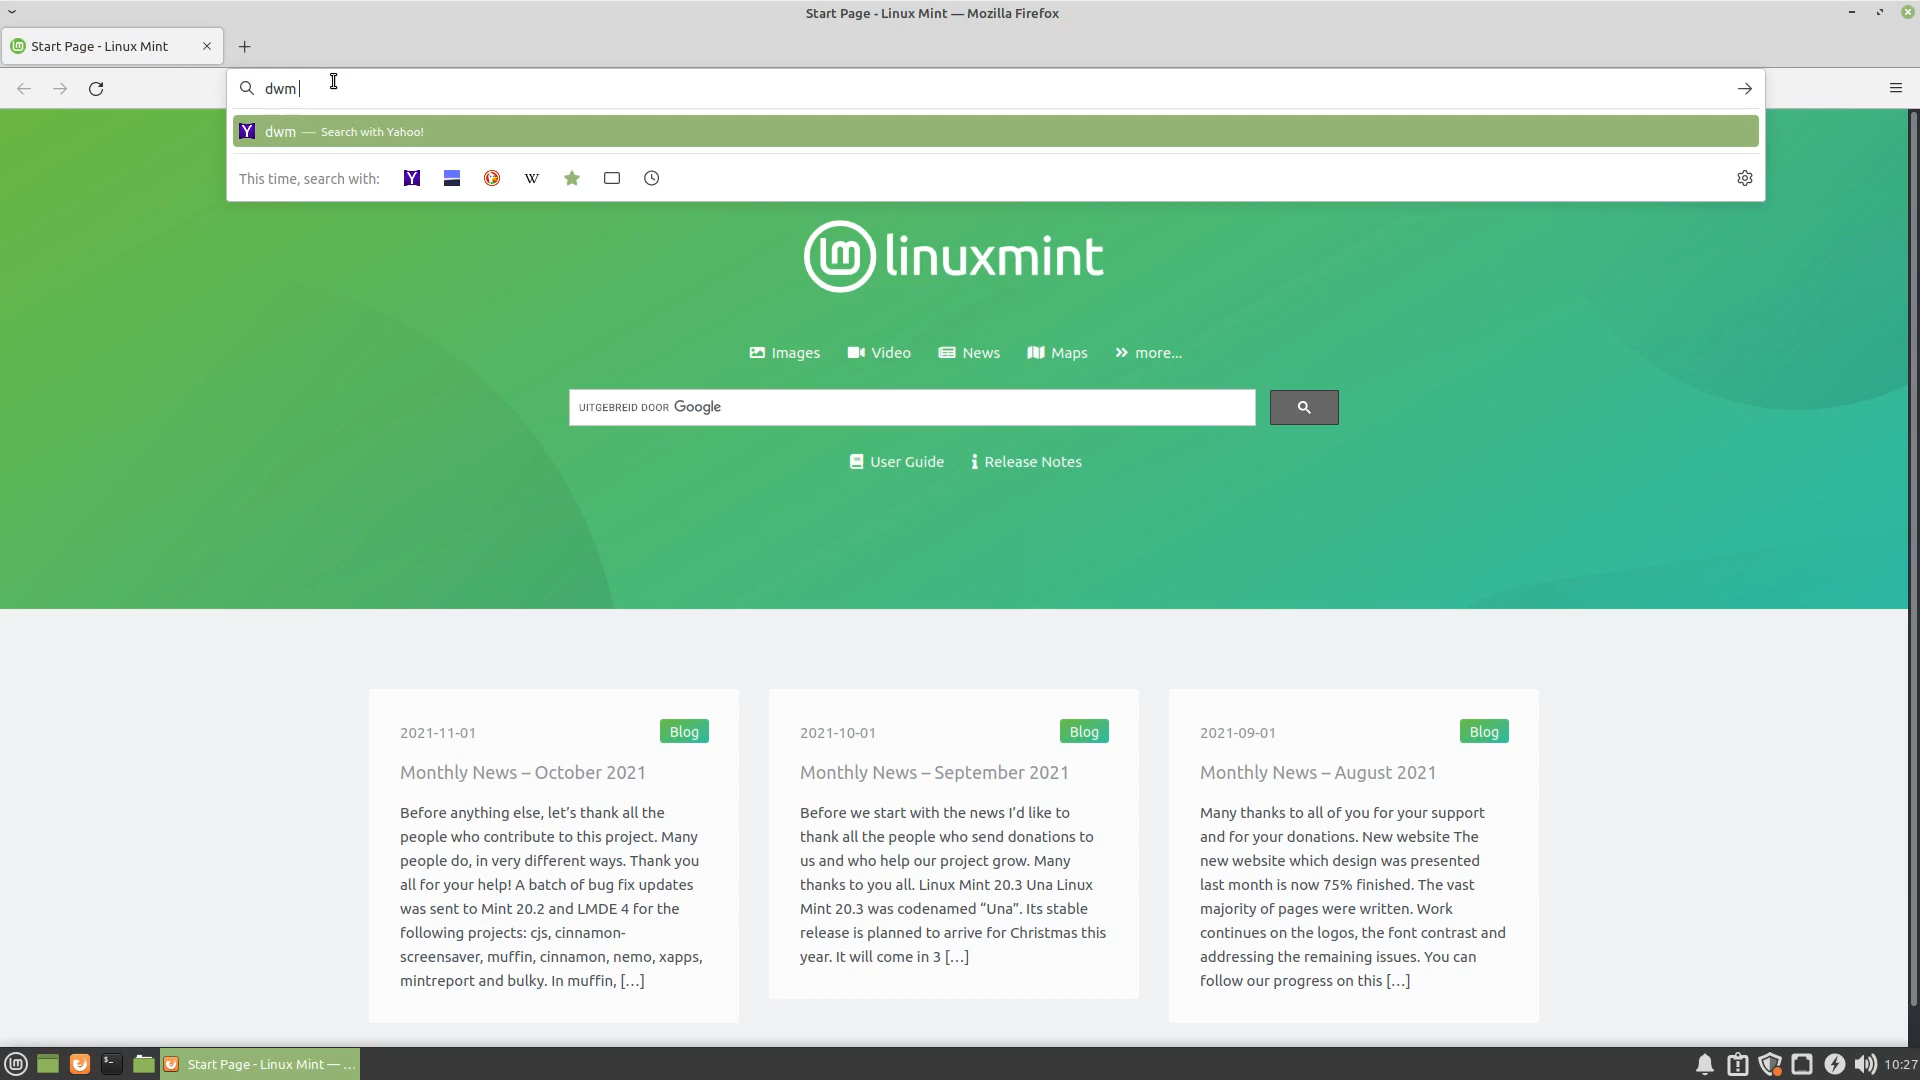 Start Page - Linux Mint — Mozilla Firefox
Start Page - Linux Mint
dwm
dwm — Search with Yahoo!
This time, search with:
linuxmint
Images Video News Maps more...
UITGEBREID DOOR Google
User Guide Release Notes
2021-11-01 Blog
Monthly News – October 2021
Before anything else, let’s thank all the
people who contribute to this project. Many
people do, in very different ways. Thank you
all for your help! A batch of bug fix updates
was sent to Mint 20.2 and LMDE 4 for the
following projects: cjs, cinnamon-
screensaver, muffin, cinnamon, nemo, xapps,
mintreport and bulky. In muffin, […]
2021-10-01 Blog
Monthly News – September 2021
Before we start with the news I’d like to
thank all the people who send donations to
us and who help our project grow. Many
thanks to you all. Linux Mint 20.3 Una Linux
Mint 20.3 was codenamed “Una”. Its stable
release is planned to arrive for Christmas this
year. It will come in 3 […]
2021-09-01 Blog
Monthly News – August 2021
Many thanks to all of you for your support
and for your donations. New website The
new website which design was presented
last month is now 75% finished. The vast
majority of pages were written. Work
continues on the logos, the font contrast and
addressing the remaining issues. You can
follow our progress on this […]
Start Page - Linux Mint — ...
10:27